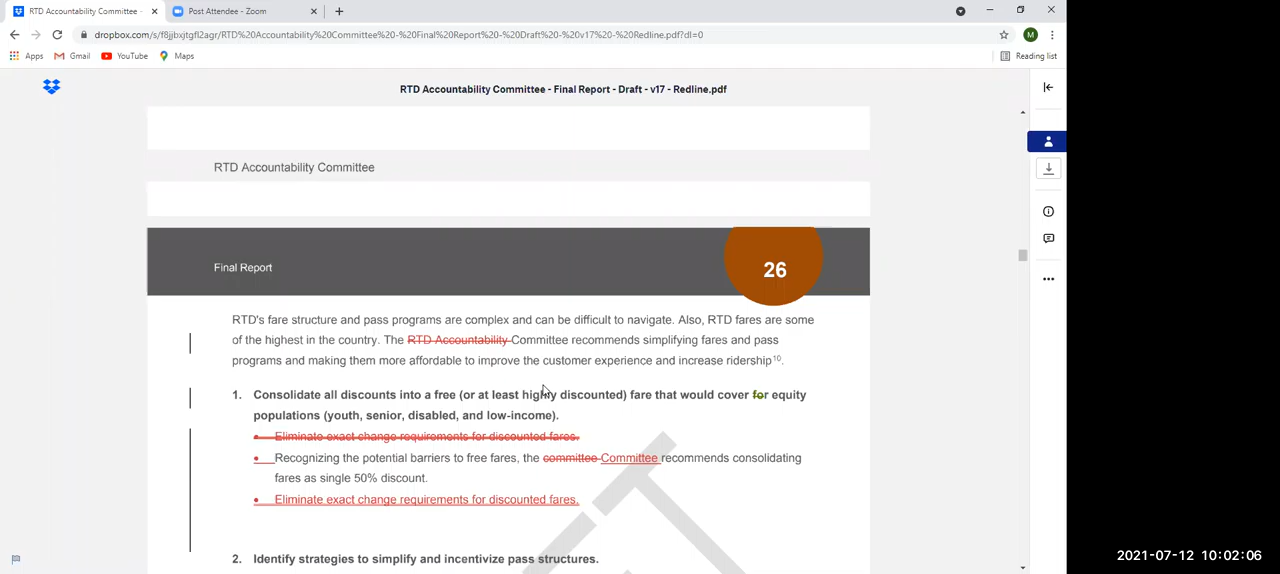 RTD Accountability Committee -
Post Attendee - Zoom
dropbox.com/s/f8jjbxjtgfl2agr/RTD%20Accountability%20Committee%20-%20Final%20Report%20-%20Draft%20-%20v17%20-%20Redline.pdf?dl=0
M
Apps
Gmail
YouTube
Maps
Reading list
RTD Accountability Committee - Final Report - Draft - v17 - Redline.pdf
RTD Accountability Committee
Final Report
26
RTD's fare structure and pass programs are complex and can be difficult to navigate. Also, RTD fares are some
of the highest in the country. The RTD Accountability Committee recommends simplifying fares and pass
programs and making them more affordable to improve the customer experience and increase ridership10.
1. Consolidate all discounts into a free (or at least highly discounted) fare that would cover for equity
populations (youth, senior, disabled, and low-income).
• Eliminate exact change requirements for discounted fares.
• Recognizing the potential barriers to free fares, the committee Committee recommends consolidating
fares as single 50% discount.
• Eliminate exact change requirements for discounted fares.
2. Identify strategies to simplify and incentivize pass structures.
2021-07-12 10:02:06